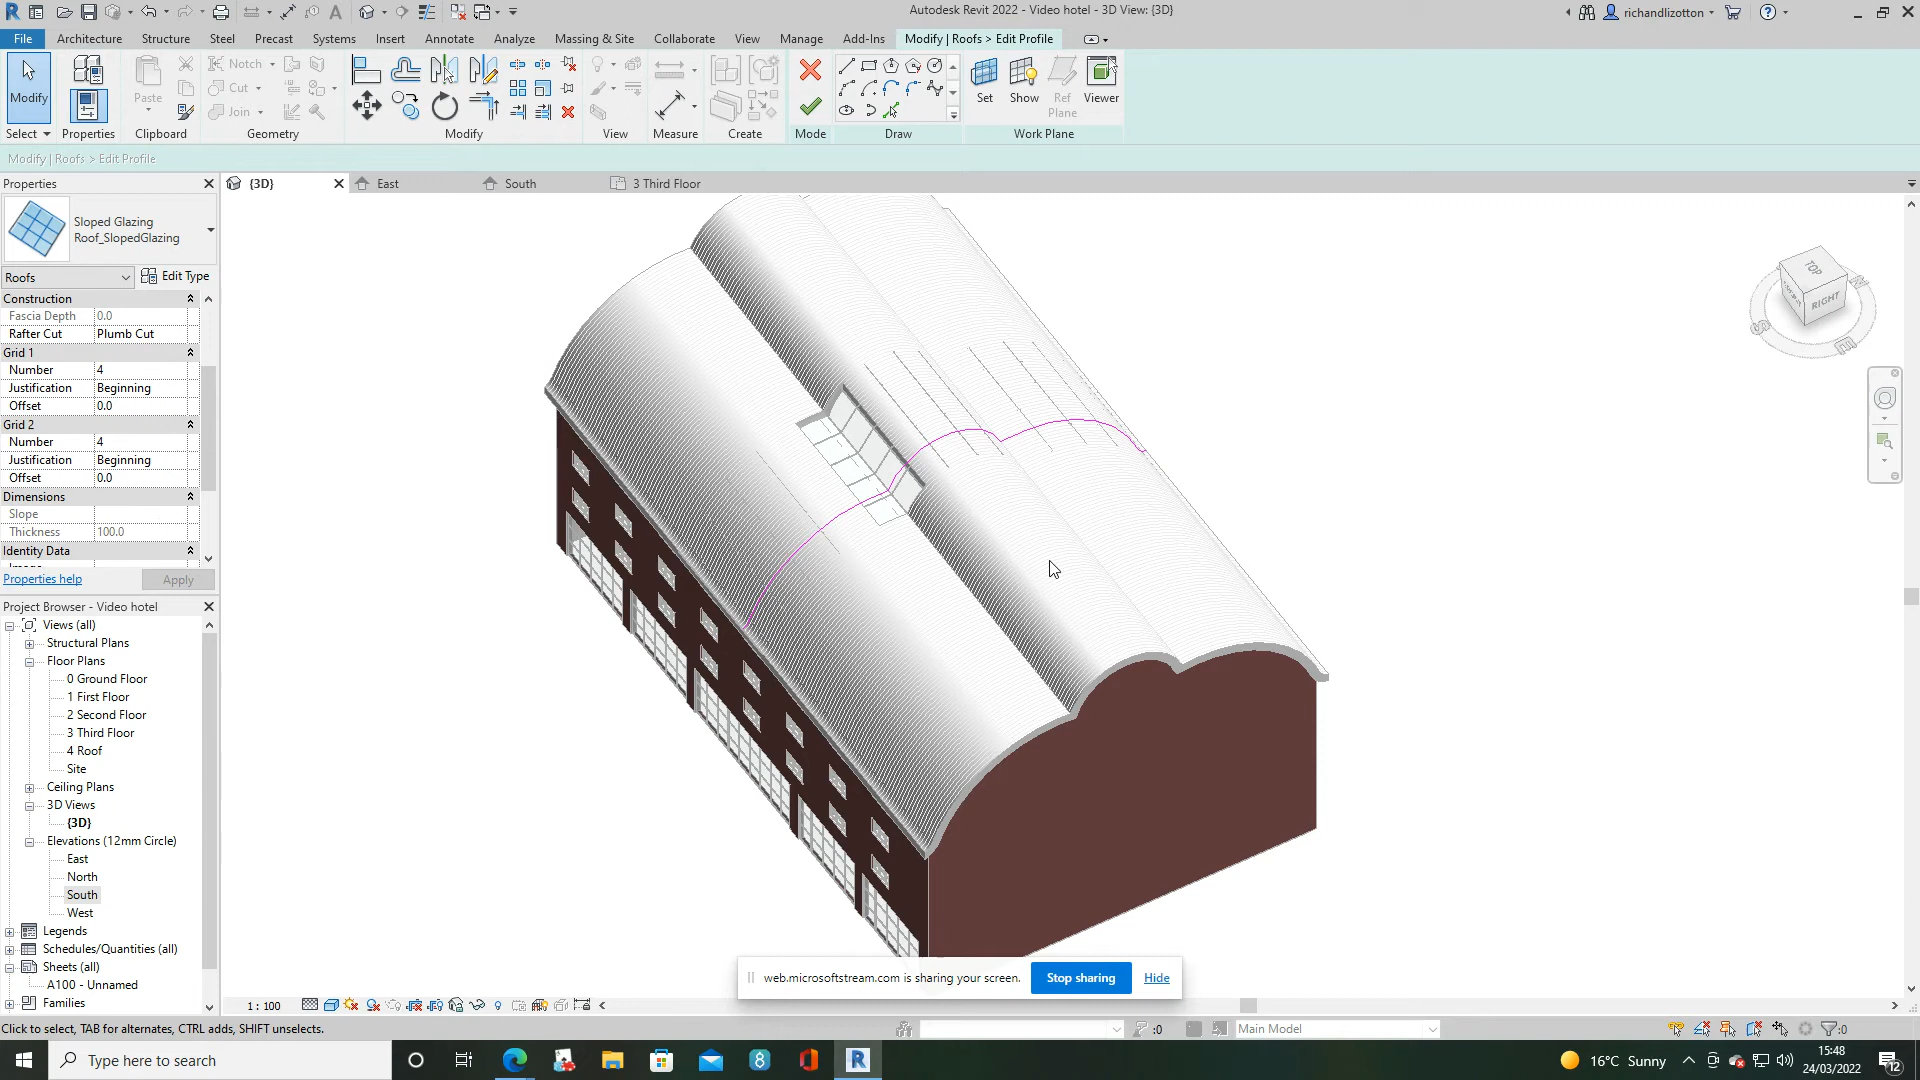 Autodesk Revit 2022 - Video hotel - 3D View: {3D}
richandlizotton
File Architecture Structure Steel Precast Systems Insert Annotate Analyze Massing & Site Collaborate View Manage Add-Ins Modify | Roofs > Edit Profile
Modify
Paste
Notch
Cut
Join
Set
Show
Ref
Plane
Viewer
Select Properties Clipboard Geometry Modify View Measure Create Mode Draw Work Plane
Modify | Roofs > Edit Profile
Properties
{3D} East South 3 Third Floor
Sloped Glazing
Roof_SlopedGlazing
Roofs Edit Type
Construction
Fascia Depth 0.0
Rafter Cut Plumb Cut
Grid 1
Number 4
Justification Beginning
Offset 0.0
Grid 2
Number 4
Justification Beginning
Offset 0.0
Dimensions
Slope
Thickness 100.0
Identity Data
Properties help Apply
Project Browser - Video hotel
Views (all)
Structural Plans
Floor Plans
0 Ground Floor
1 First Floor
2 Second Floor
3 Third Floor
4 Roof
Site
Ceiling Plans
3D Views
{3D}
Elevations (12mm Circle)
East
North
South
West
Legends
Schedules/Quantities (all)
Sheets (all)
A100 - Unnamed
Families
TOP
RIGHT
S
E
web.microsoftstream.com is sharing your screen. Stop sharing Hide
1 : 100
Click to select, TAB for alternates, CTRL adds, SHIFT unselects.
:0
Main Model
:0
Type here to search
16°C Sunny
15:48
24/03/2022
12